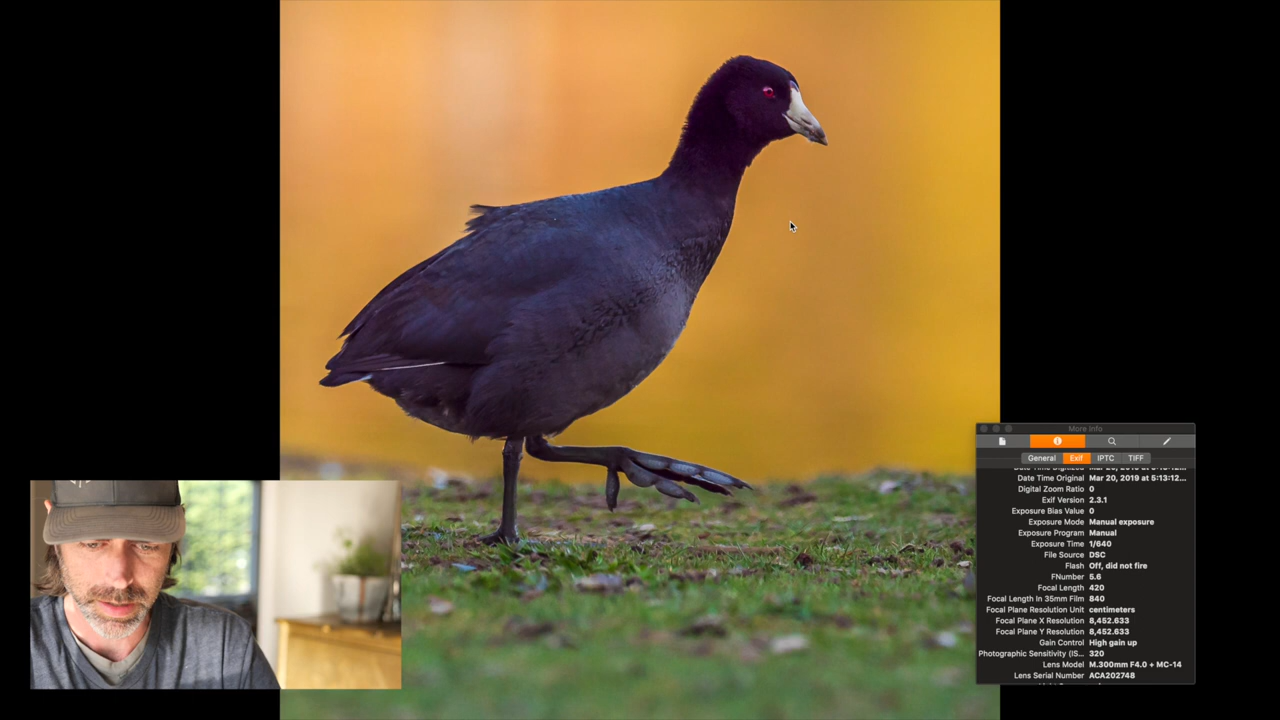 More Info
General Exif IPTC TIFF
Date Time Original Mar 20, 2019 at 5:13:12...
Digital Zoom Ratio 0
Exif Version 2.3.1
Exposure Bias Value 0
Exposure Mode Manual exposure
Exposure Program Manual
Exposure Time 1/640
File Source DSC
Flash Off, did not fire
FNumber 5.6
Focal Length 420
Focal Length In 35mm Film 840
Focal Plane Resolution Unit centimeters
Focal Plane X Resolution 8,452.633
Focal Plane Y Resolution 8,452.633
Gain Control High gain up
Photographic Sensitivity (IS... 320
Lens Model M.300mm F4.0 + MC-14
Lens Serial Number ACA202748